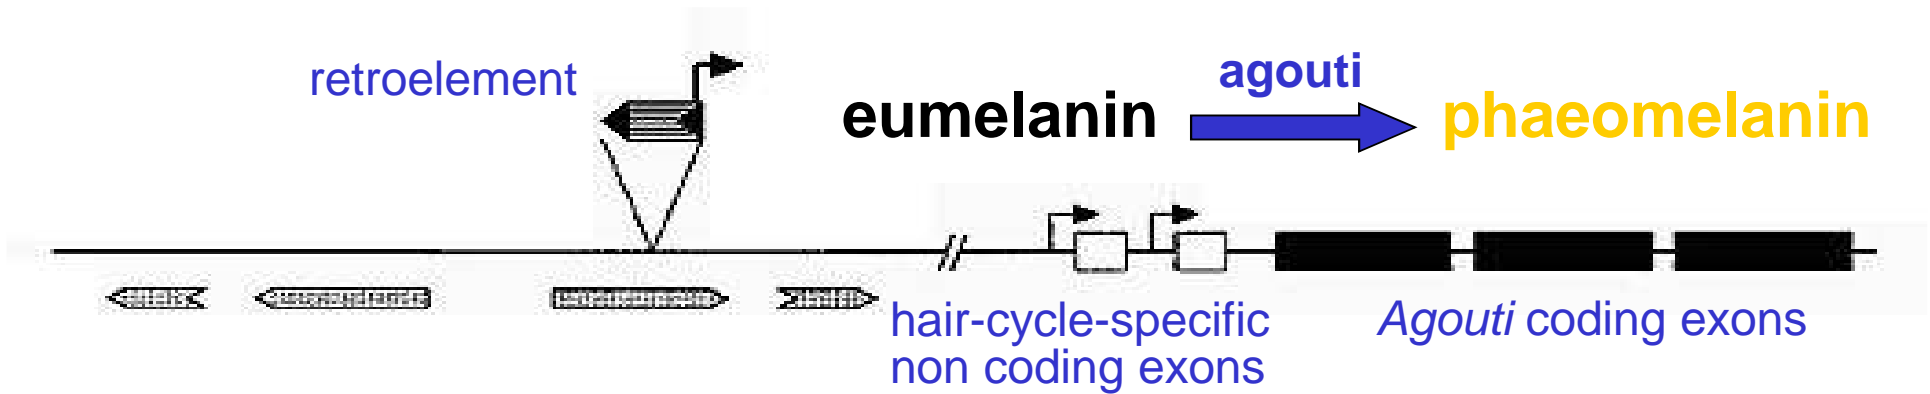 retroelement
agouti
eumelanin
phaeomelanin
hair-cycle-specific
non coding exons
Agouti coding exons